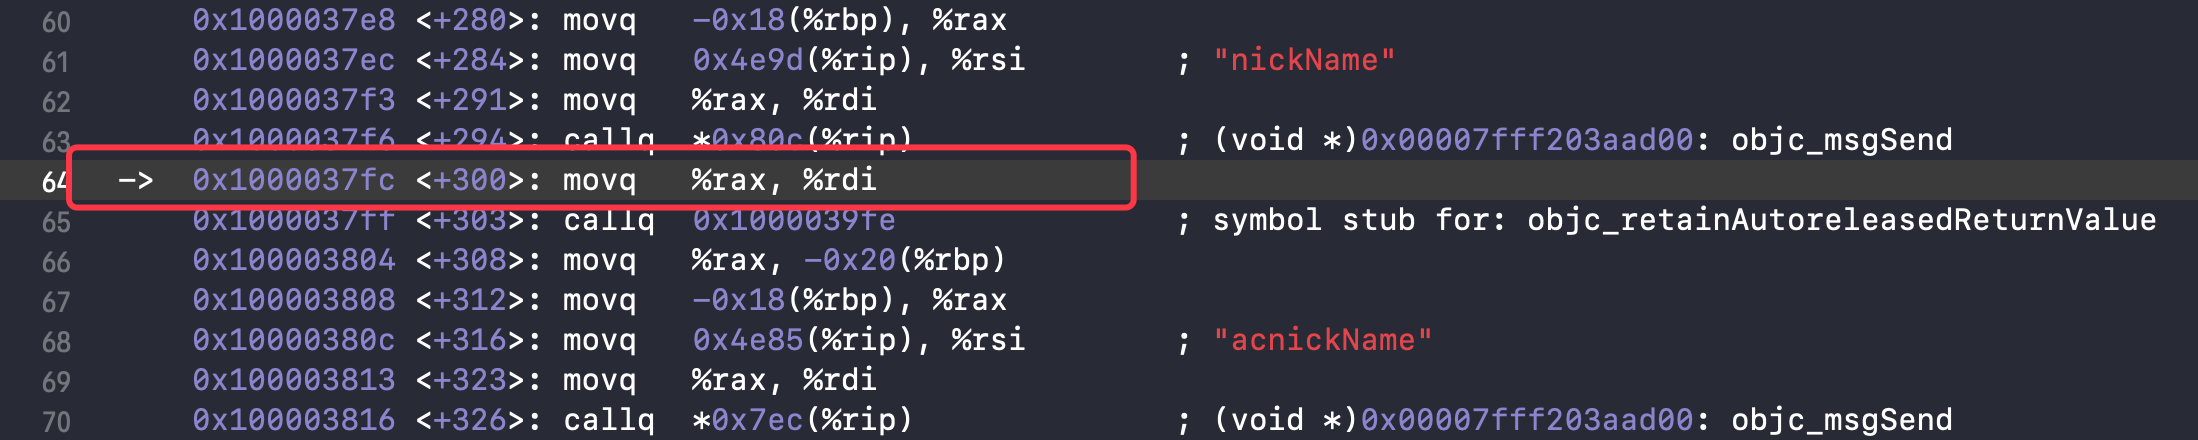 60 0x1000037e8 <+280>: movq -0x18(%rbp), %rax
61 0x1000037ec <+284>: movq 0x4e9d(%rip), %rsi ; "nickName"
62 0x1000037f3 <+291>: movq %rax, %rdi
63 0x1000037f6 <+294>: callq *0x80c(%rip) ; (void *)0x00007fff203aad00: objc_msgSend
64 -> 0x1000037fc <+300>: movq %rax, %rdi
65 0x1000037ff <+303>: callq 0x1000039fe ; symbol stub for: objc_retainAutoreleasedReturnValue
66 0x100003804 <+308>: movq %rax, -0x20(%rbp)
67 0x100003808 <+312>: movq -0x18(%rbp), %rax
68 0x10000380c <+316>: movq 0x4e85(%rip), %rsi ; "acnickName"
69 0x100003813 <+323>: movq %rax, %rdi
70 0x100003816 <+326>: callq *0x7ec(%rip) ; (void *)0x00007fff203aad00: objc_msgSend